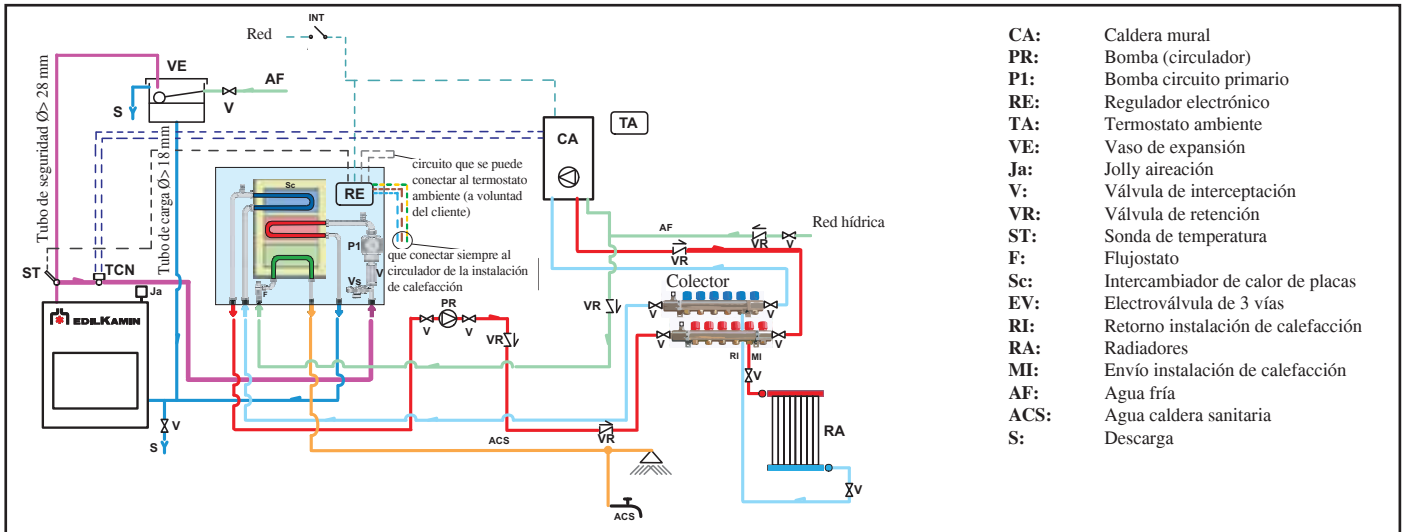 INT
Red
VE
AF
S
V
Tubo de seguridad Ø> 28 mm
Tubo de carga Ø> 18 mm
CA
TA
Sc
RE
circuito que se puede
conectar al termostato
ambiente (a voluntad
del cliente)
P1
V
Vs
F
que conectar siempre al
circulador de la instalación
de calefacción
AF
VR
V
Red hídrica
VR
ST
TCN
Ja
EDILKAMIN
PR
V
V
VR
VR
Colector
V
V
V
V
RI
MI
V
RA
V
V
S
ACS
VR
ACS
CA: Caldera mural
PR: Bomba (circulador)
P1: Bomba circuito primario
RE: Regulador electrónico
TA: Termostato ambiente
VE: Vaso de expansión
Ja: Jolly aireación
V: Válvula de interceptación
VR: Válvula de retención
ST: Sonda de temperatura
F: Flujostato
Sc: Intercambiador de calor de placas
EV: Electroválvula de 3 vías
RI: Retorno instalación de calefacción
RA: Radiadores
MI: Envío instalación de calefacción
AF: Agua fría
ACS: Agua caldera sanitaria
S: Descarga